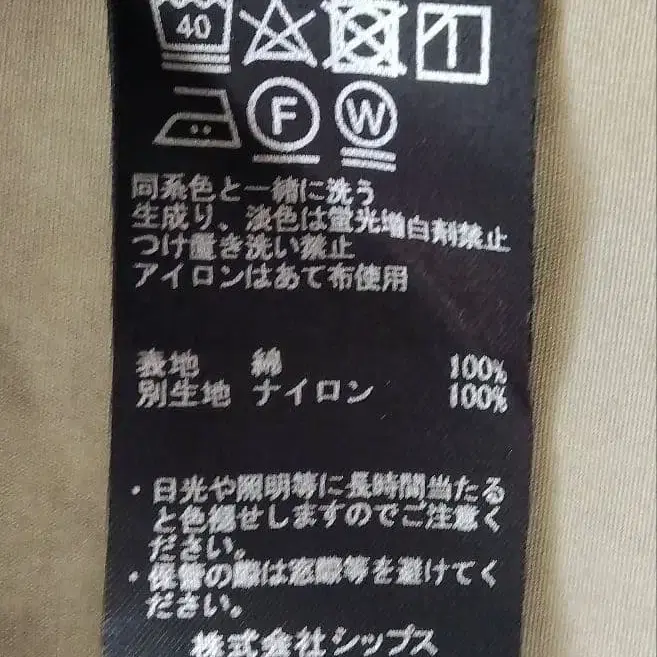 40
F W
同系色と一緒に洗う
生成り、淡色は蛍光増白剤禁止
つけ置き洗い禁止
アイロンはあて布使用
表地 綿 100%
別生地 ナイロン 100%
・日光や照明等に長時間当たる
と色褪せしますのでご注意く
ださい。
・保管の際は窓際等を避けてく
ださい。
株式会社シップス